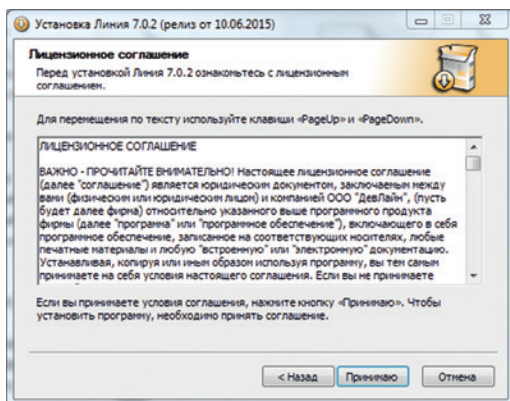 Установка Линия 7.0.2 (релиз от 10.06.2015)
Лицензионное соглашение
Перед установкой Линия 7.0.2 ознакомьтесь с лицензионным
соглашением.
Для перемещения по тексту используйте клавиши «PageUp» и «PageDown».
ЛИЦЕНЗИОННОЕ СОГЛАШЕНИЕ
ВАЖНО - ПРОЧИТАЙТЕ ВНИМАТЕЛЬНО! Настоящее лицензионное соглашение
(далее "соглашение") является юридическим документом, заключаемым между
вами (физическим или юридическим лицом) и компанией ООО "ДевЛайн", (пусть
будет далее фирма) относительно указанного выше программного продукта
фирмы (далее "программа" или "программное обеспечение"), включающего в себя
программное обеспечение, записанное на соответствующих носителях, любые
печатные материалы и любую "встроенную" или "электронную" документацию.
Устанавливая, копируя или иным образом используя программу, вы тем самым
принимаете на себя условия настоящего соглашения. Если вы не принимаете
Если вы принимаете условия соглашения, нажмите кнопку «Принимаю». Чтобы
установить программу, необходимо принять соглашение.
< Назад Принимаю Отмена